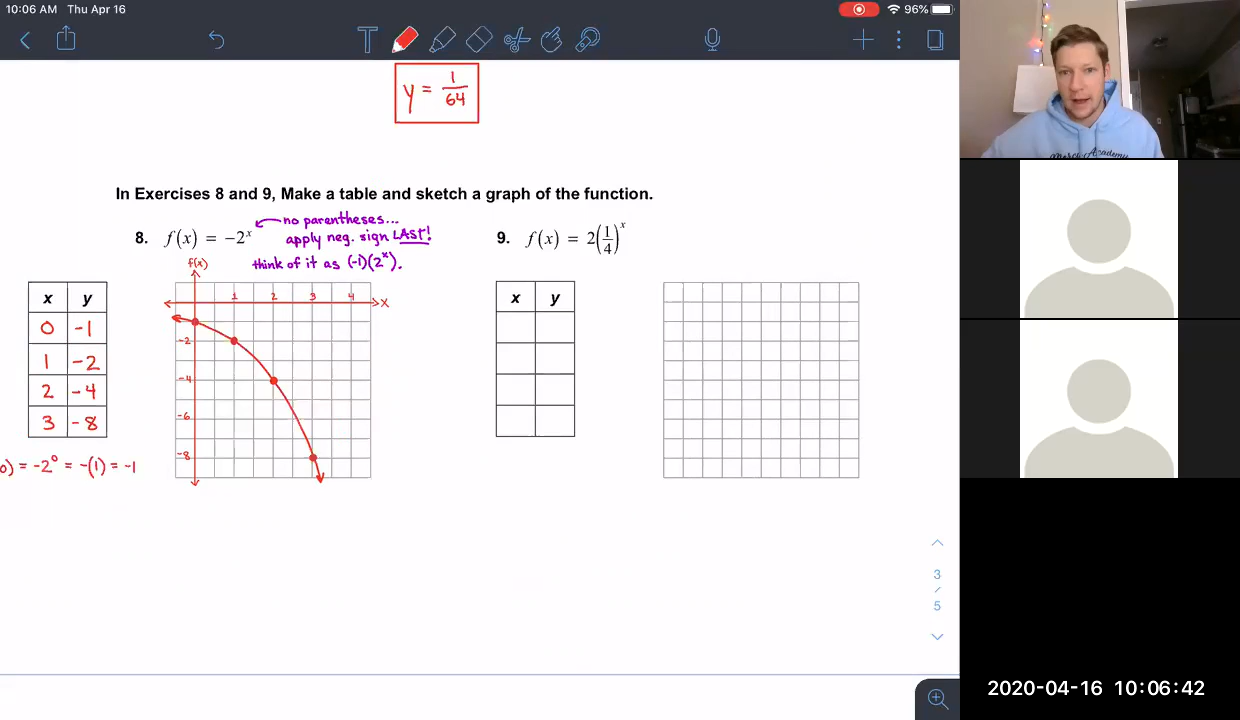 10:06 AM Thu Apr 16
96%
y = 1/64
In Exercises 8 and 9, Make a table and sketch a graph of the function.
8. f(x) = −2^x
no parentheses...
apply neg. sign LAST!
think of it as (-1)(2^x).
9. f(x) = 2(1/4)^x
f(x)
1 2 3 4 x
-2
-4
-6
-8
x y
0 -1
1 -2
2 -4
3 -8
0) = -2^0 = -(1) = -1
x y
3
/
5
Mercy Academy
2020-04-16 10:06:42